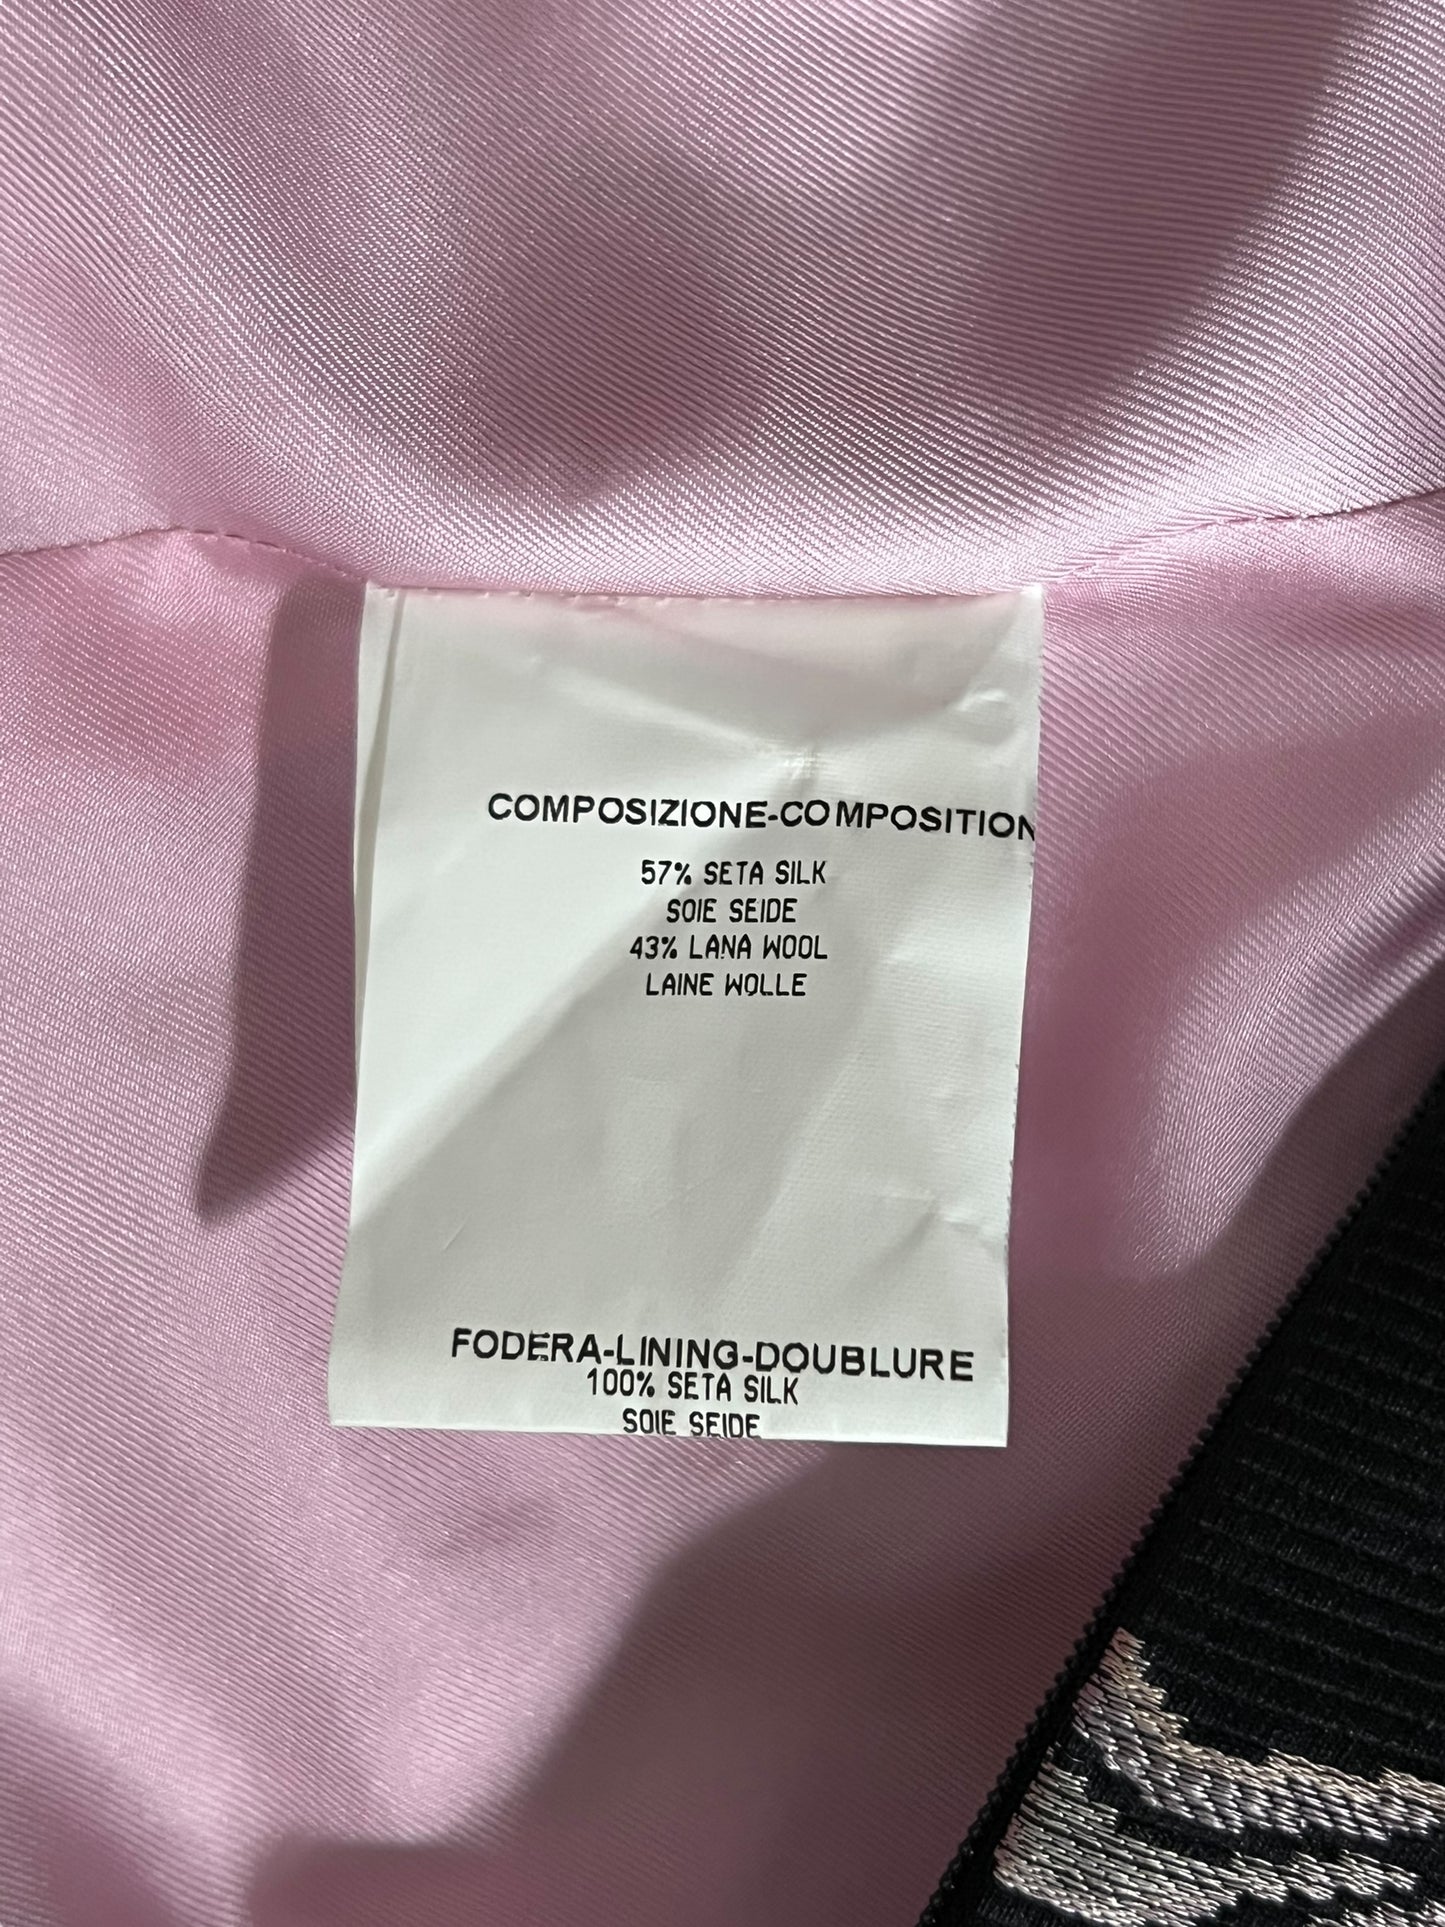 COMPOSIZIONE-COMPOSITION
57% SETA SILK
SOIE SEIDE
43% LANA WOOL
LAINE WOLLE
FODERA-LINING-DOUBLURE
100% SETA SILK
SOIE SEIDE